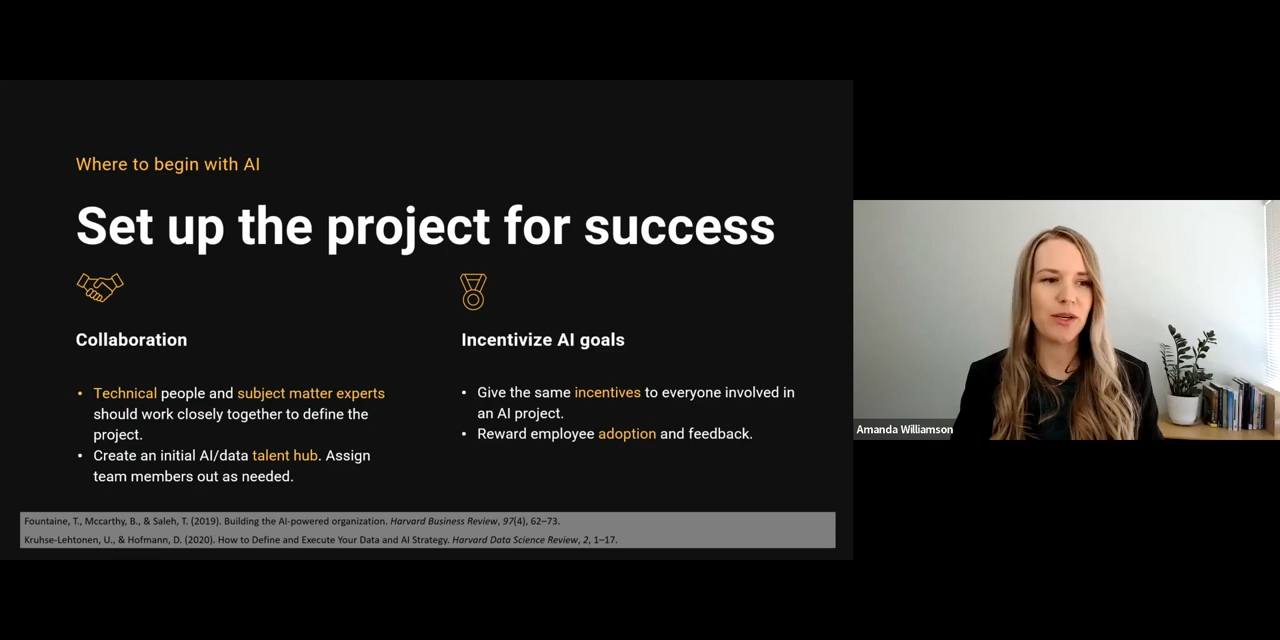 Where to begin with AI
Set up the project for success
Collaboration
• Technical people and subject matter experts
should work closely together to define the
project.
• Create an initial AI/data talent hub. Assign
team members out as needed.
Incentivize AI goals
• Give the same incentives to everyone involved in
an AI project.
• Reward employee adoption and feedback.
Fountaine, T., Mccarthy, B., & Saleh, T. (2019). Building the AI-powered organization. Harvard Business Review, 97(4), 62–73.
Kruhse-Lehtonen, U., & Hofmann, D. (2020). How to Define and Execute Your Data and AI Strategy. Harvard Data Science Review, 2, 1–17.
Amanda Williamson